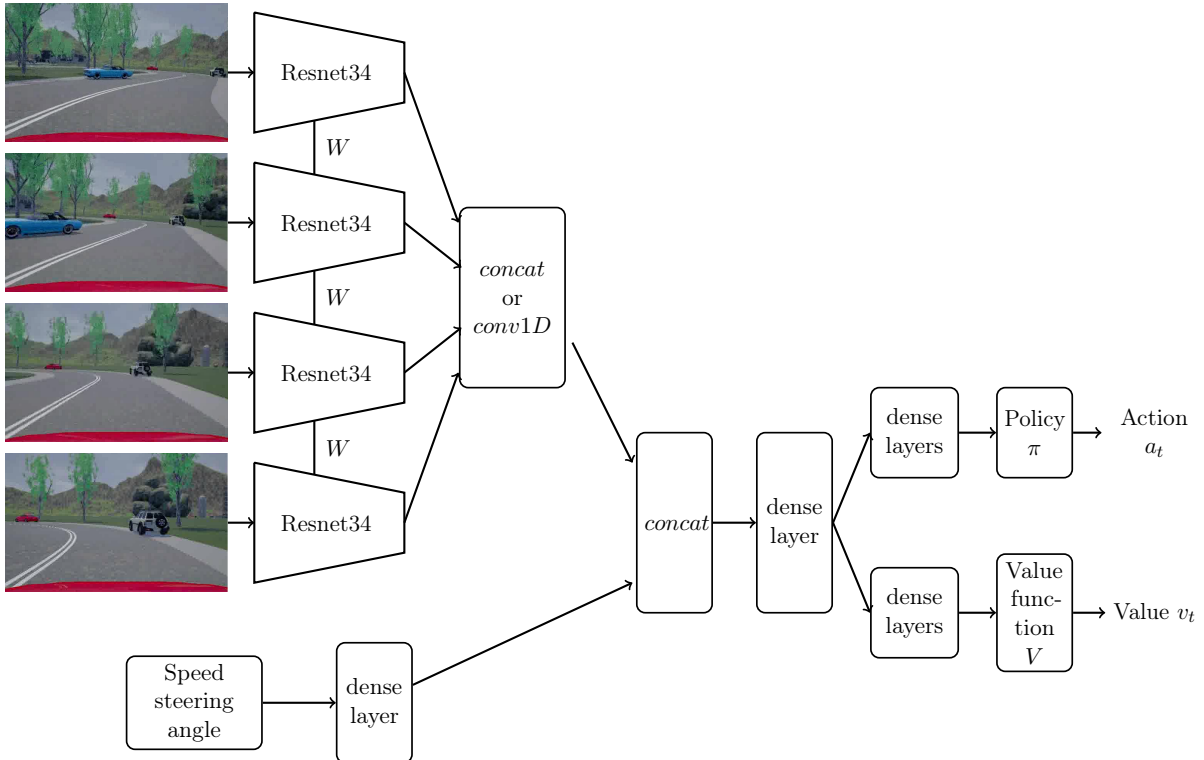 Resnet34
W
Resnet34
W
Resnet34
W
Resnet34
concat
or
conv1D
Speed
steering
angle
dense
layer
concat
dense
layer
dense
layers
Policy
π
Action
a_t
dense
layers
Value
func-
tion
V
Value v_t